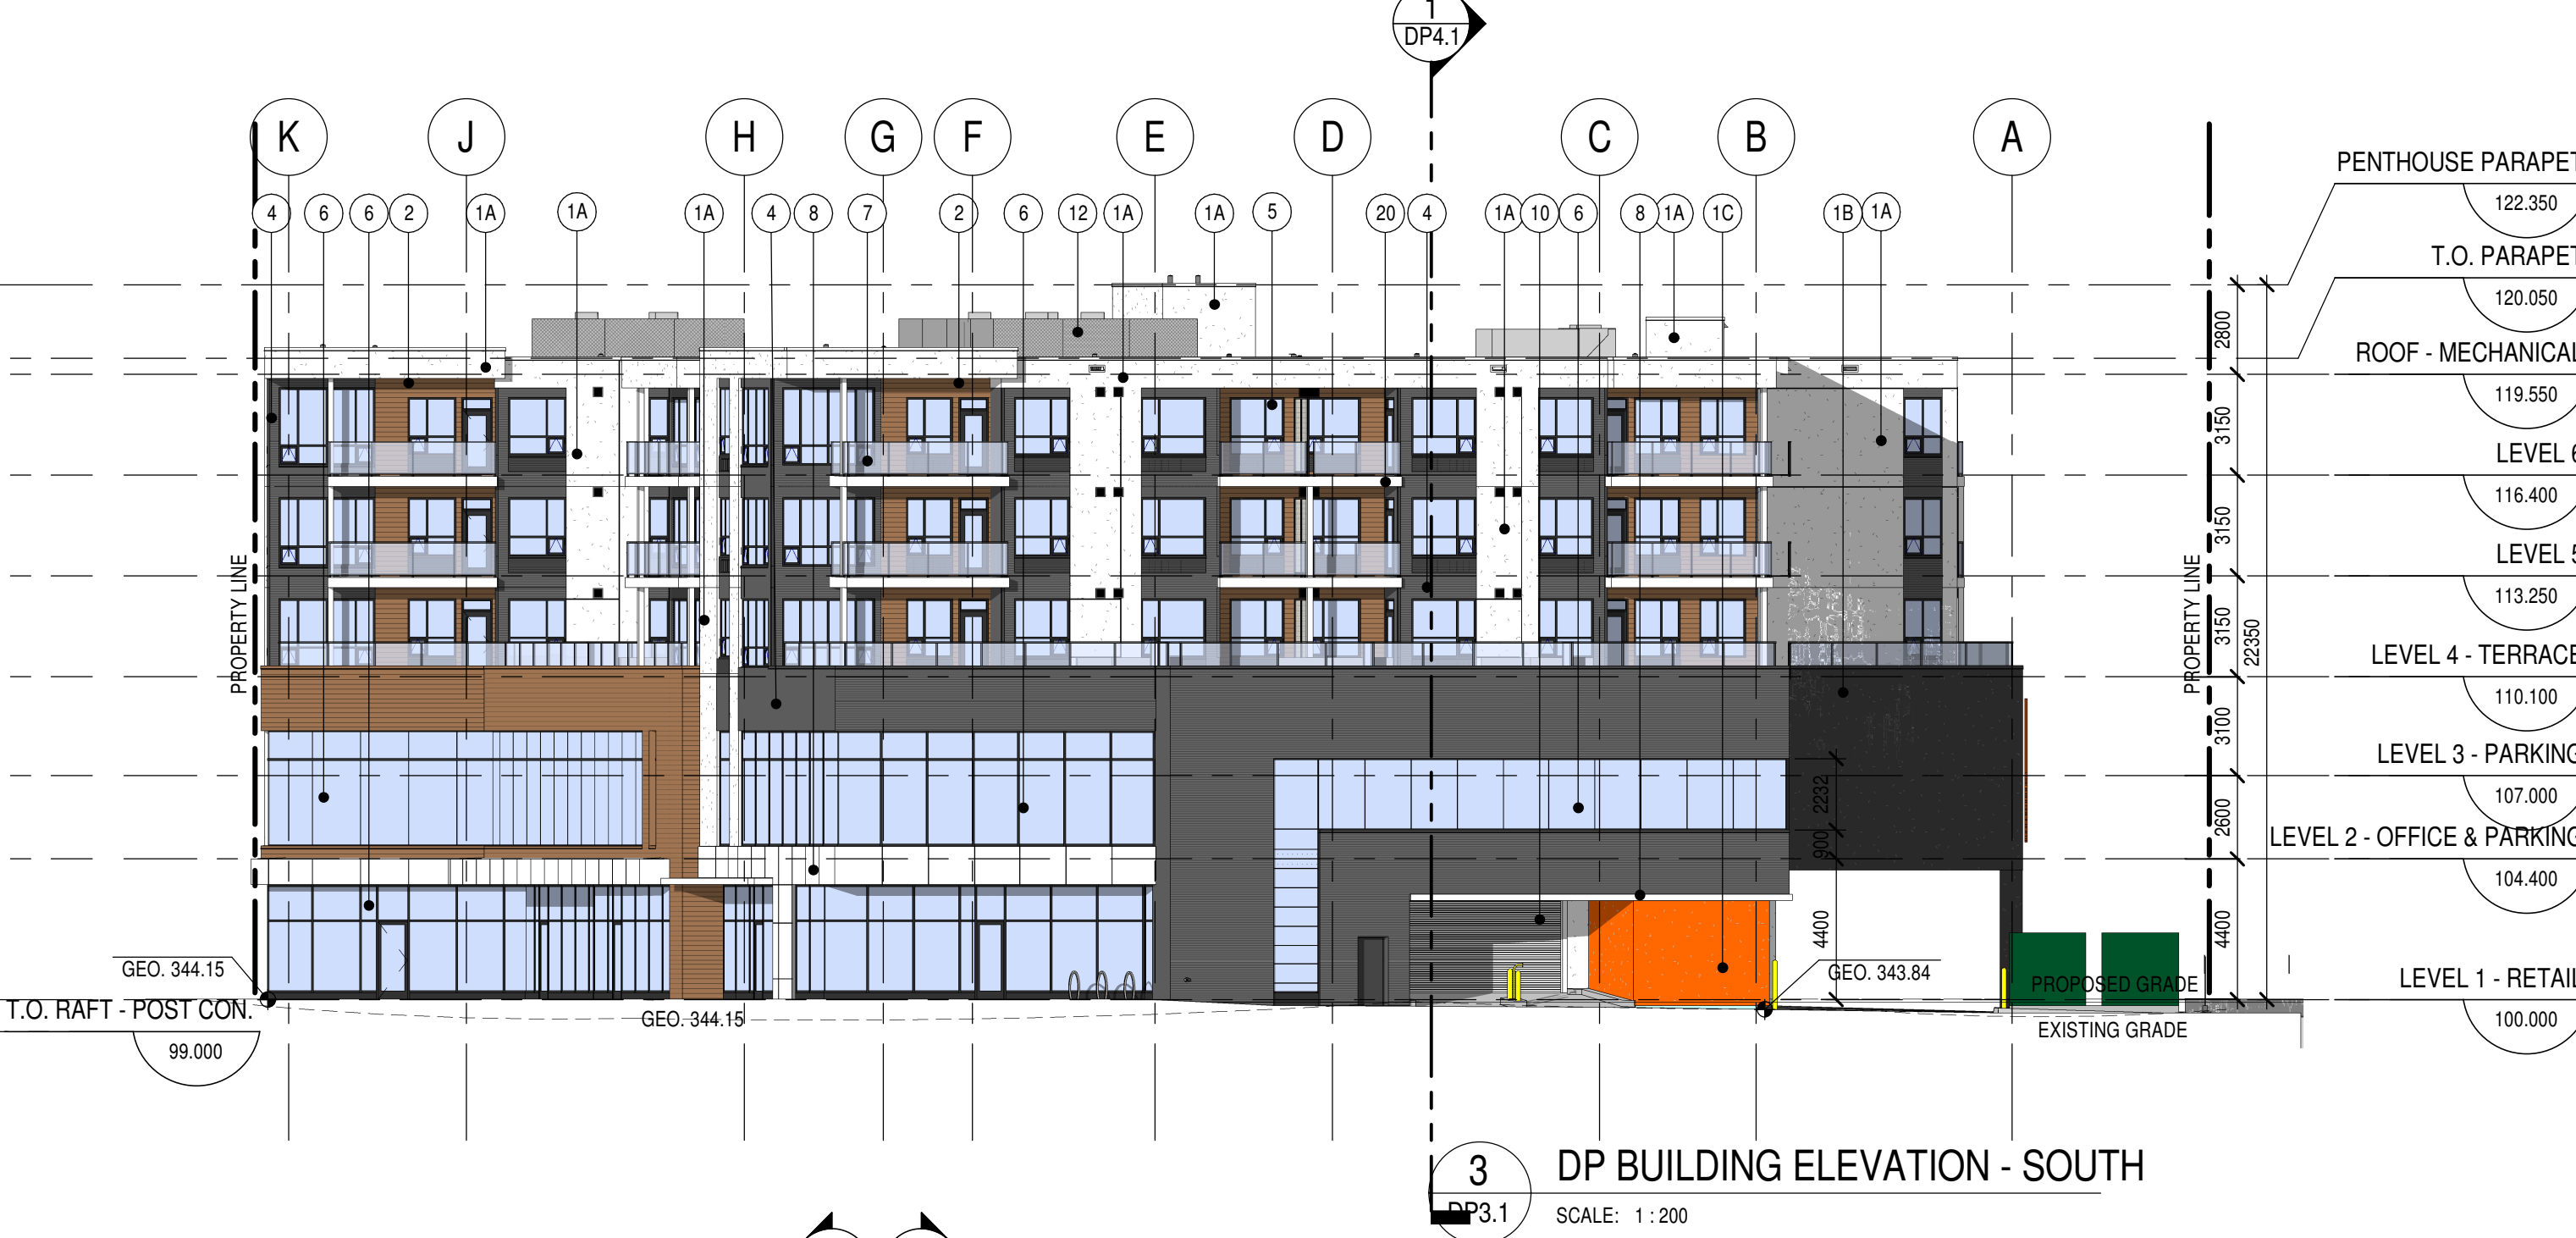 1
DP4.1
K J H G F E D C B A
4 6 6 2 1A 1A 1A 4 8 7 2 6 12 1A 1A 5 20 4 1A 10 6 8 1A 1C 1B 1A
PENTHOUSE PARAPET
122.350
T.O. PARAPET
120.050
ROOF - MECHANICAL
119.550
LEVEL 6
116.400
LEVEL 5
113.250
LEVEL 4 - TERRACE
110.100
LEVEL 3 - PARKING
107.000
LEVEL 2 - OFFICE & PARKING
104.400
LEVEL 1 - RETAIL
100.000
2800
3150
3150
3150
3100
2600
4400
22350
PROPERTY LINE
PROPERTY LINE
2232
900
4400
GEO. 344.15
T.O. RAFT - POST CON.
99.000
GEO. 344.15
GEO. 343.84
PROPOSED GRADE
EXISTING GRADE
3
DP3.1
DP BUILDING ELEVATION - SOUTH
SCALE: 1 : 200